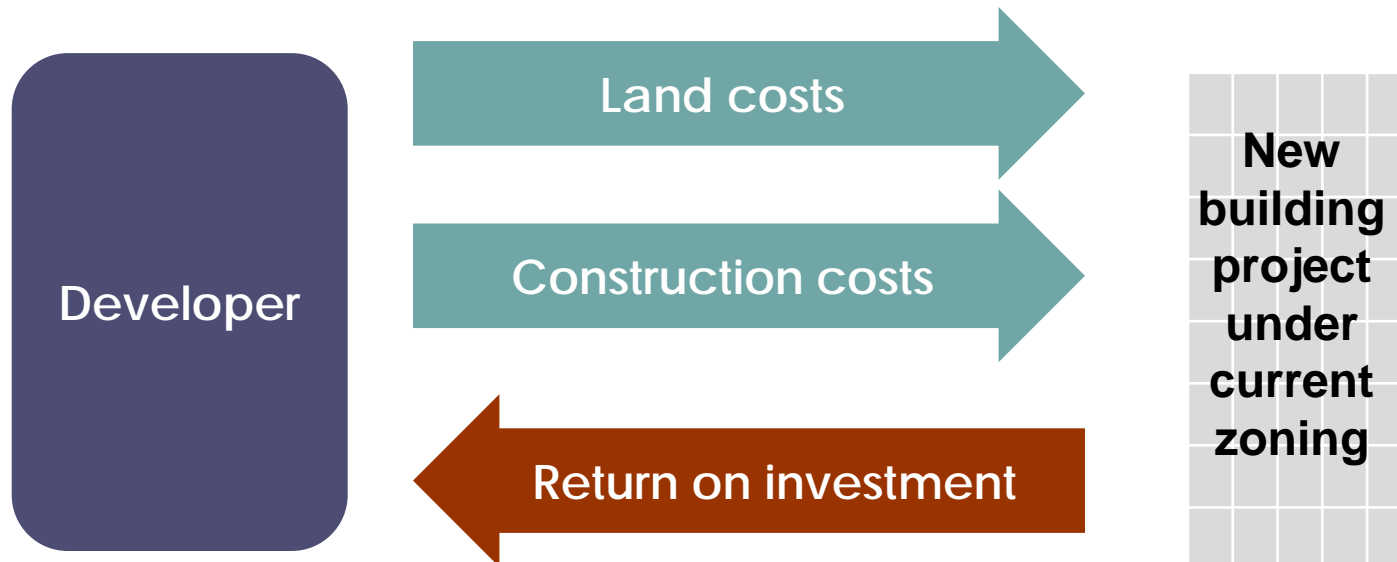 Developer
Land costs
Construction costs
Return on investment
New
building
project
under
current
zoning